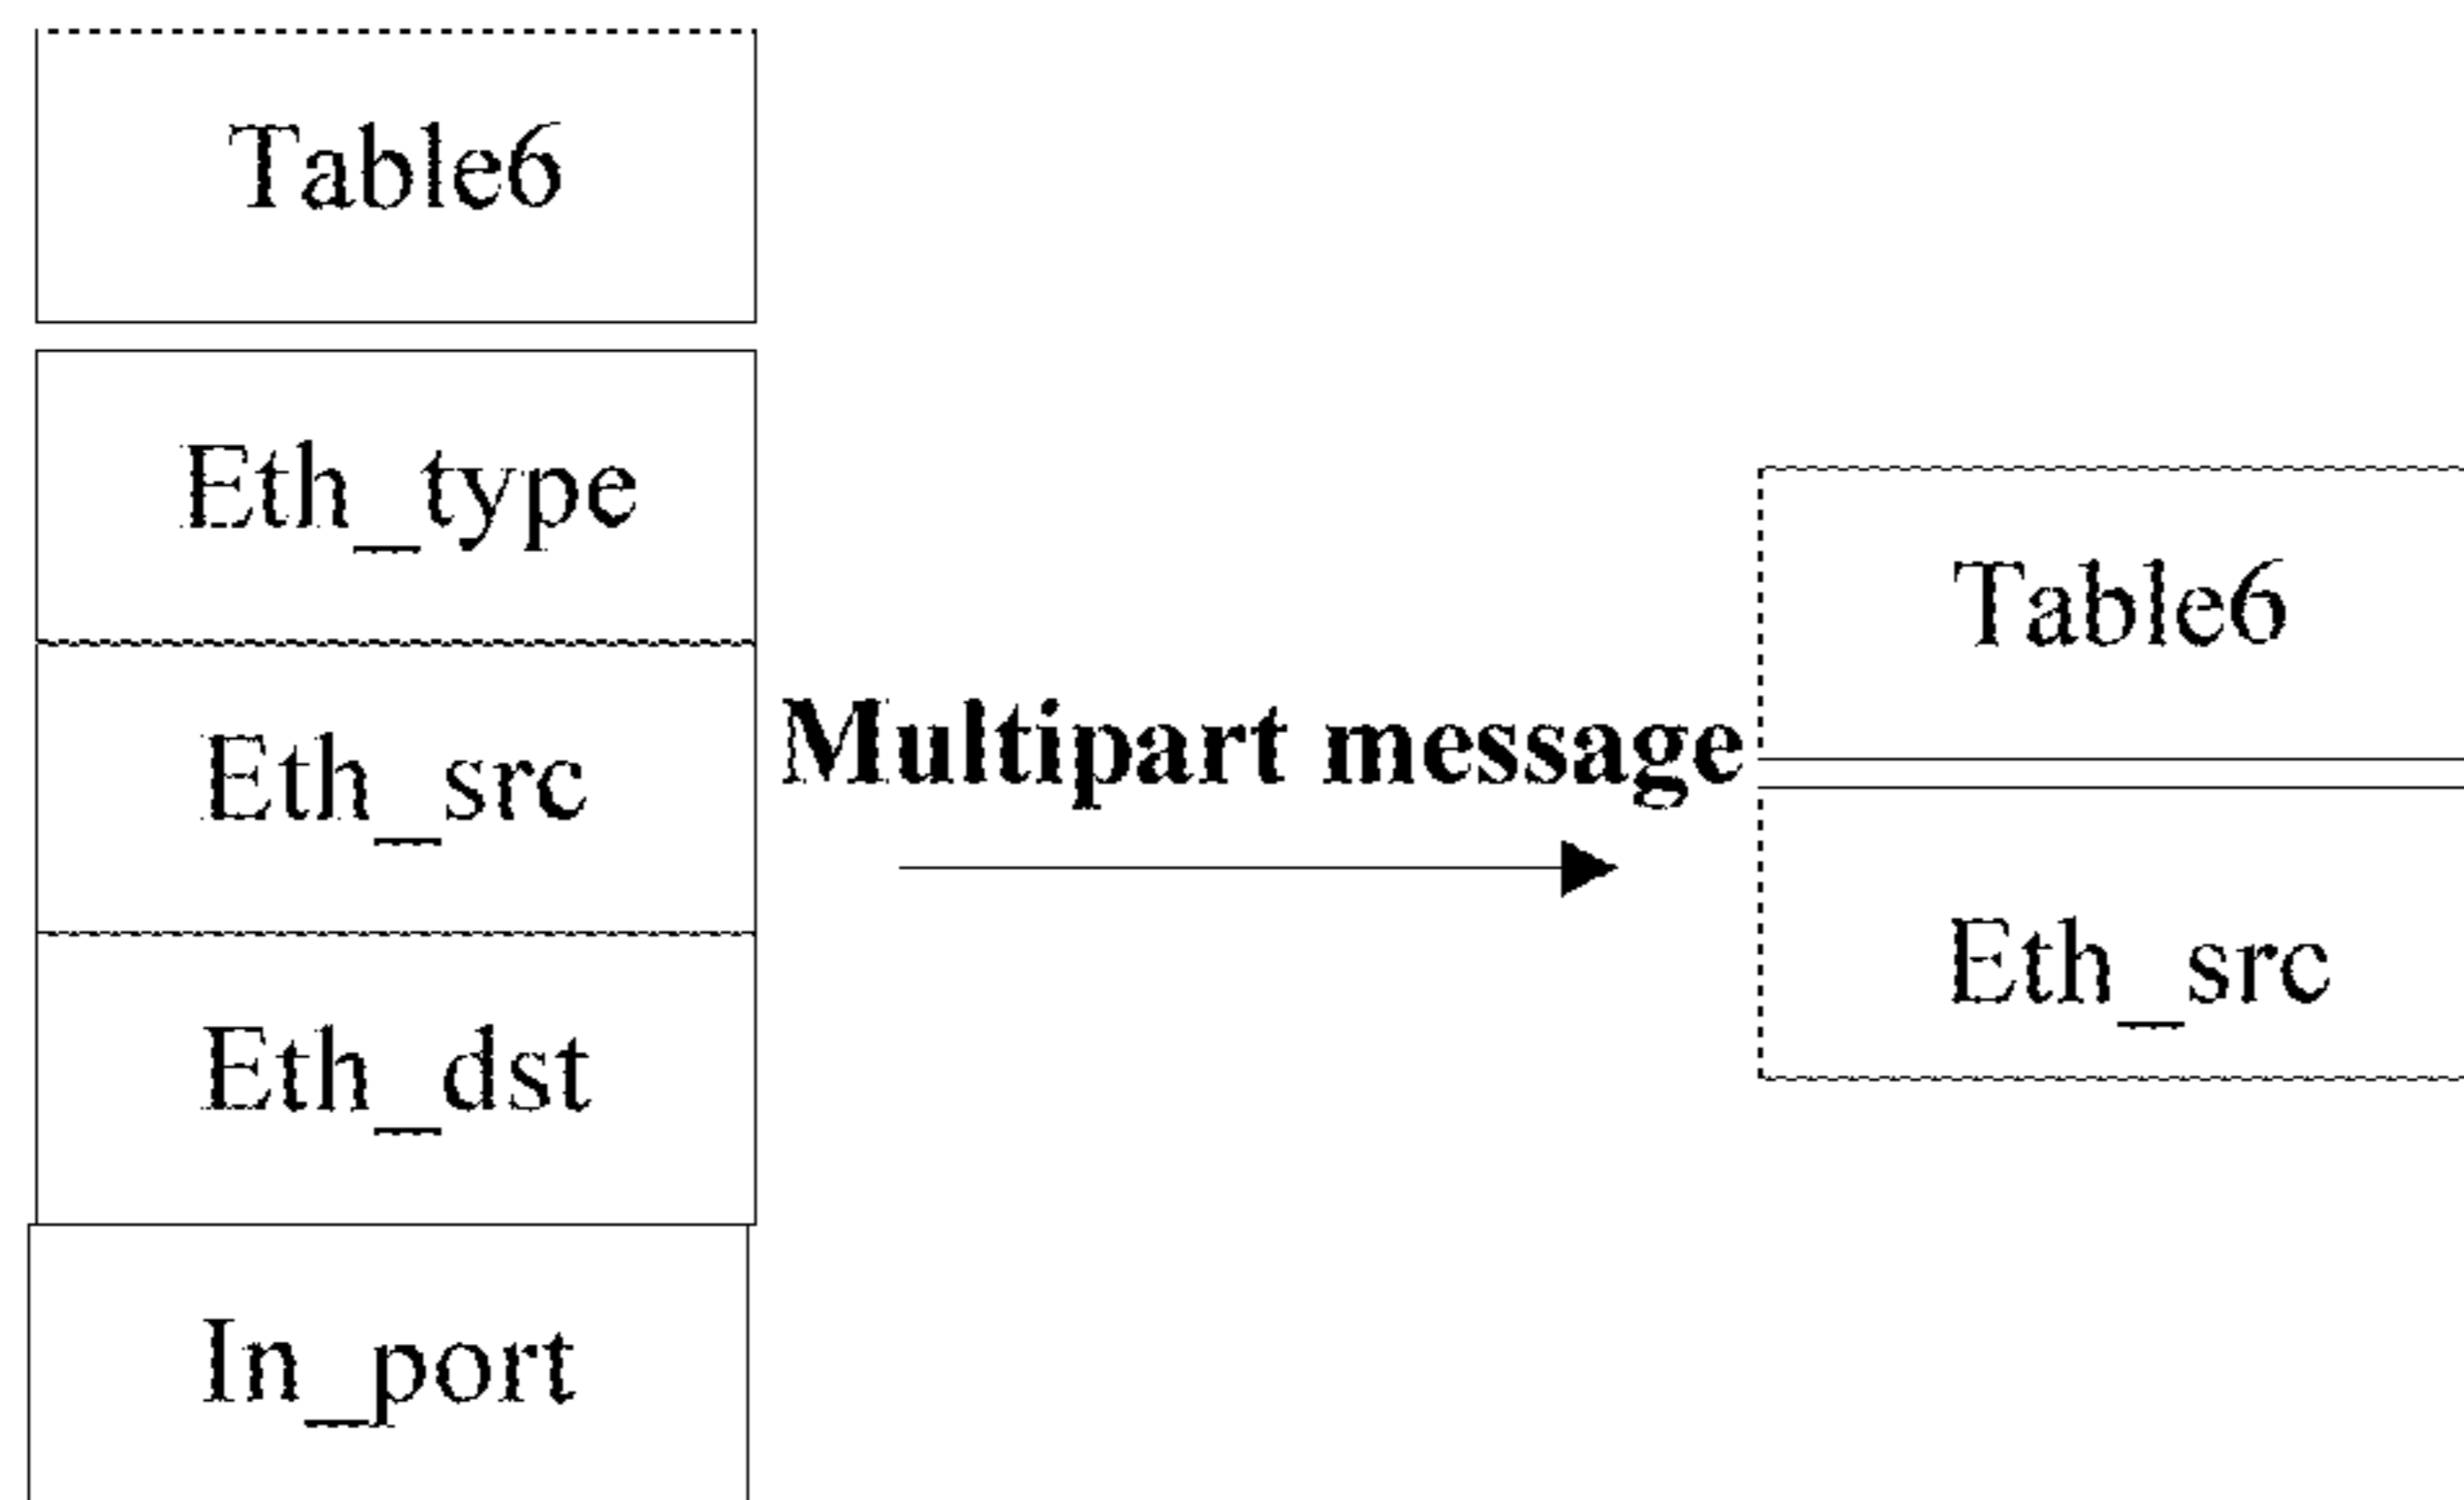 Table6
Eth_type
Eth_src
Eth_dst
In_port
Multipart message
Table6
Eth_src